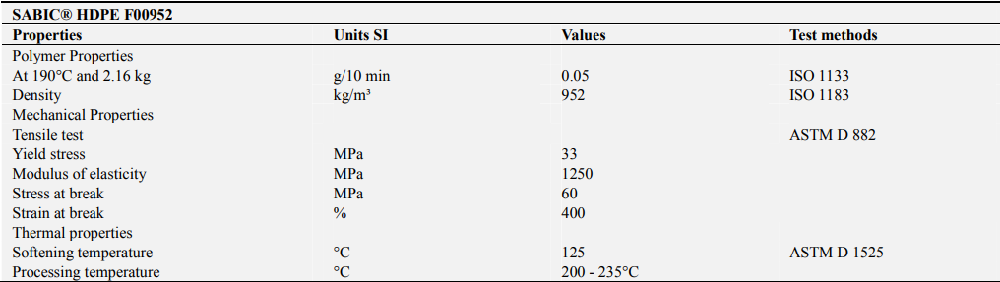 SABIC® HDPE F00952
Properties Units SI Values Test methods
Polymer Properties
At 190°C and 2.16 kg g/10 min 0.05 ISO 1133
Density kg/m³ 952 ISO 1183
Mechanical Properties
Tensile test ASTM D 882
Yield stress MPa 33
Modulus of elasticity MPa 1250
Stress at break MPa 60
Strain at break % 400
Thermal properties
Softening temperature °C 125 ASTM D 1525
Processing temperature °C 200 - 235°C